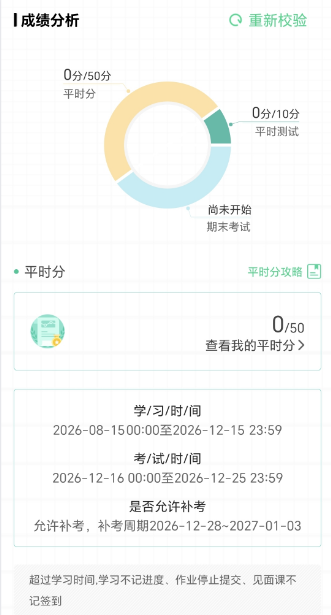 成绩分析
重新校验
0分/50分
平时分
0分/10分
平时测试
尚未开始
期末考试
平时分
平时分攻略
0/50
查看我的平时分
学/习/时/间
2026-08-1500:00至2026-12-15 23:59
考/试/时/间
2026-12-16 00:00至2026-12-25 23:59
是否允许补考
允许补考，补考周期2026-12-28~2027-01-03
超过学习时间,学习不记进度、作业停止提交、见面课不
记签到